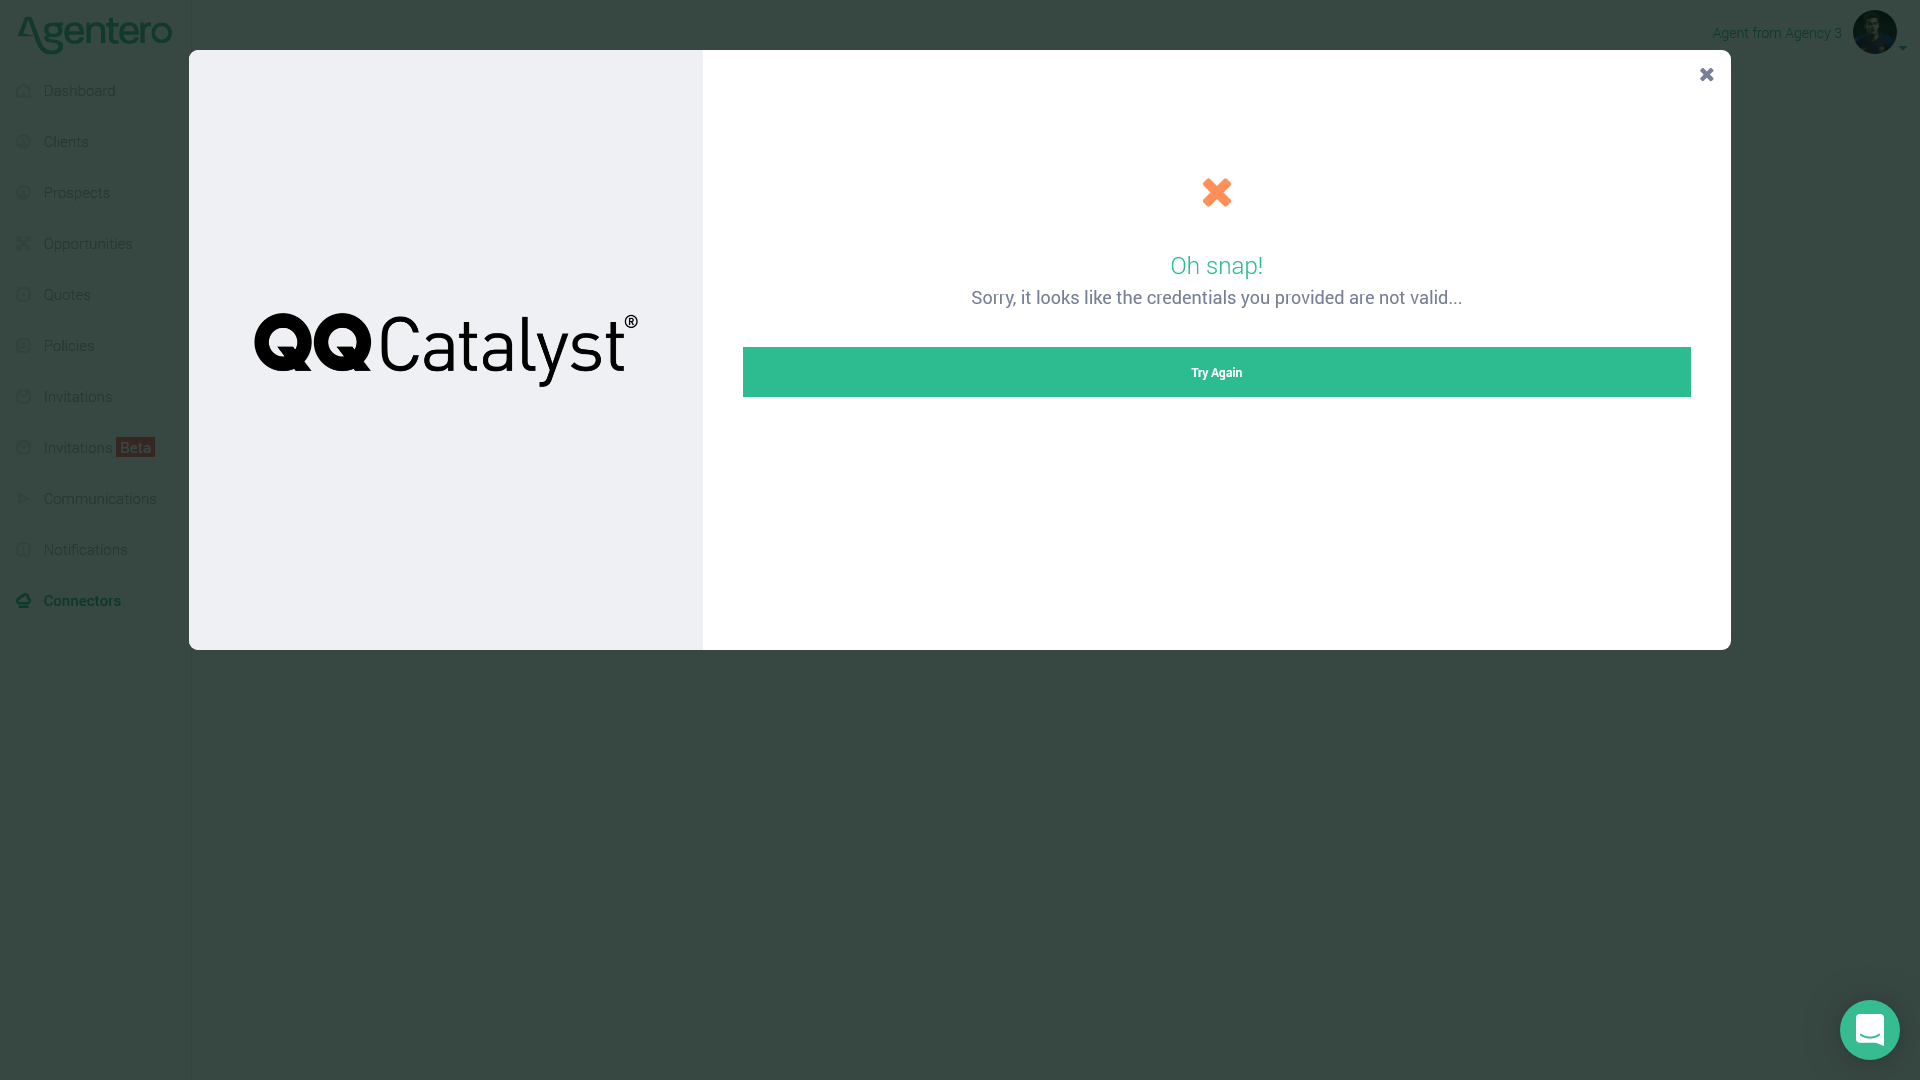 Agentero
Agent from Agency 3
Dashboard
Clients
Prospects
Opportunities
Quotes
Policies
Invitations
Invitations Beta
Communications
Notifications
Connectors
QQCatalyst®
Oh snap!
Sorry, it looks like the credentials you provided are not valid...
Try Again